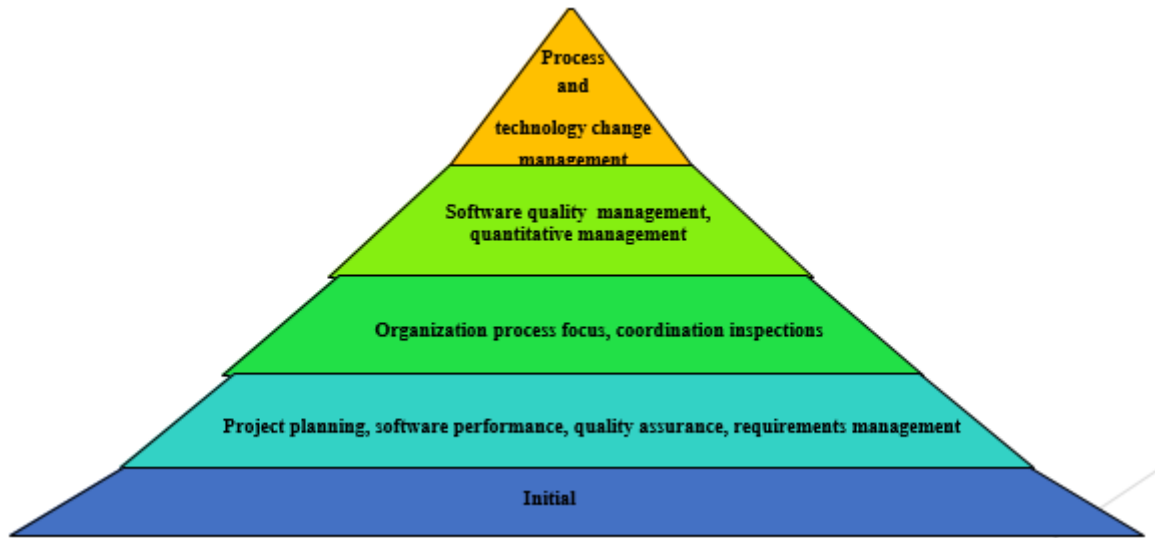 Process
and
technology change
management
Software quality  management,
quantitative management
Organization process focus, coordination inspections
Project planning, software performance, quality assurance, requirements management
Initial